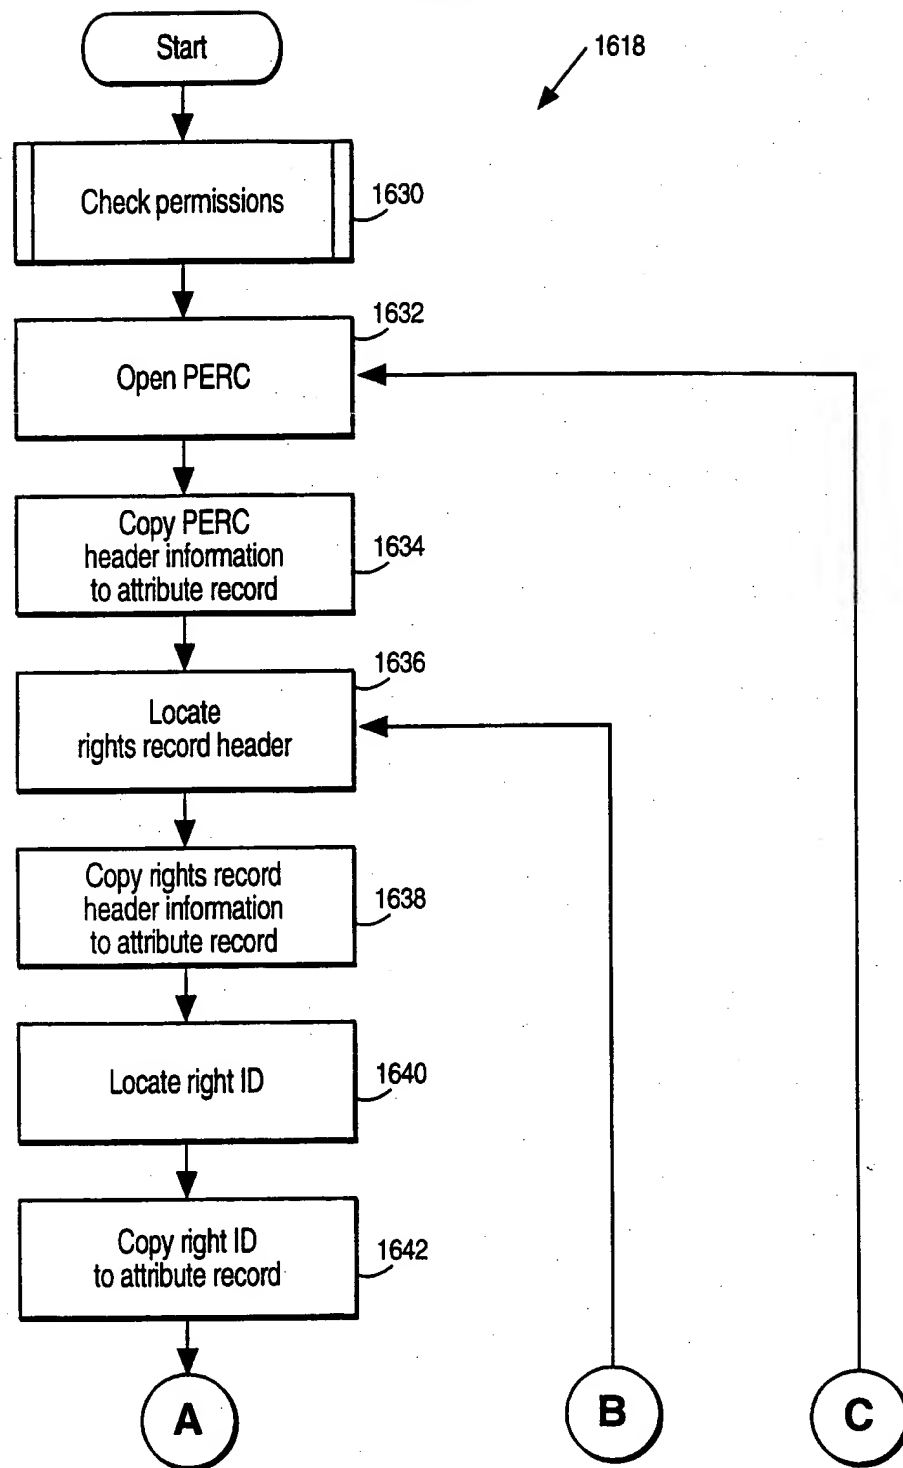 Start
1618
Check permissions
1630
1632
Open PERC
Copy PERC
header information
to attribute record
1634
1636
Locate
rights record header
Copy rights record
header information
to attribute record
1638
Locate right ID
1640
Copy right ID
to attribute record
1642
A
B
C